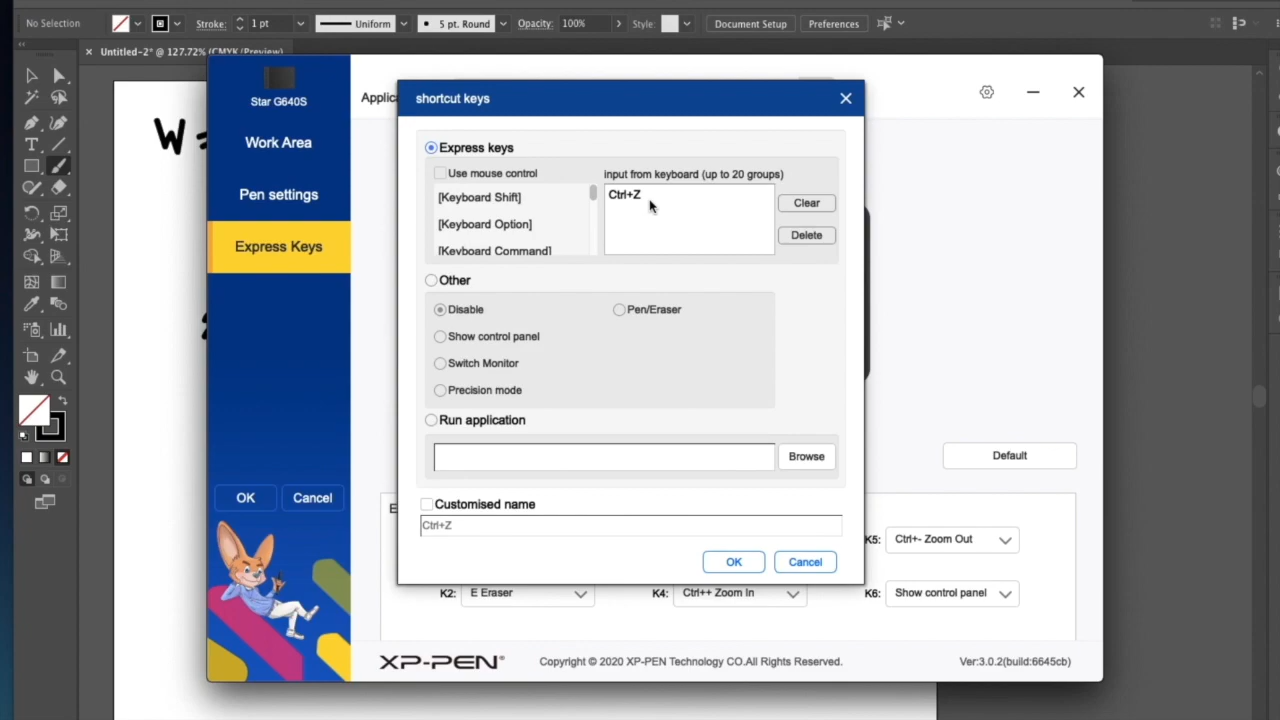 No Selection
Stroke: 1 pt Uniform 5 pt. Round Opacity: 100% Style: Document Setup Preferences
× Untitled-2* @ 127.72% (CMYK/Preview)
W =
Star G640S
Work Area
Pen settings
Express Keys
OK Cancel
shortcut keys
Express keys
Use mouse control
[Keyboard Shift]
[Keyboard Option]
[Keyboard Command]
input from keyboard (up to 20 groups)
Ctrl+Z
Clear
Delete
Other
Disable Pen/Eraser
Show control panel
Switch Monitor
Precision mode
Run application
Browse
Customised name
Ctrl+Z
OK Cancel
Default
K5: Ctrl+- Zoom Out
K2: E Eraser K4: Ctrl++ Zoom In K6: Show control panel
XP-PEN® Copyright © 2020 XP-PEN Technology CO.All Rights Reserved. Ver:3.0.2(build:6645cb)